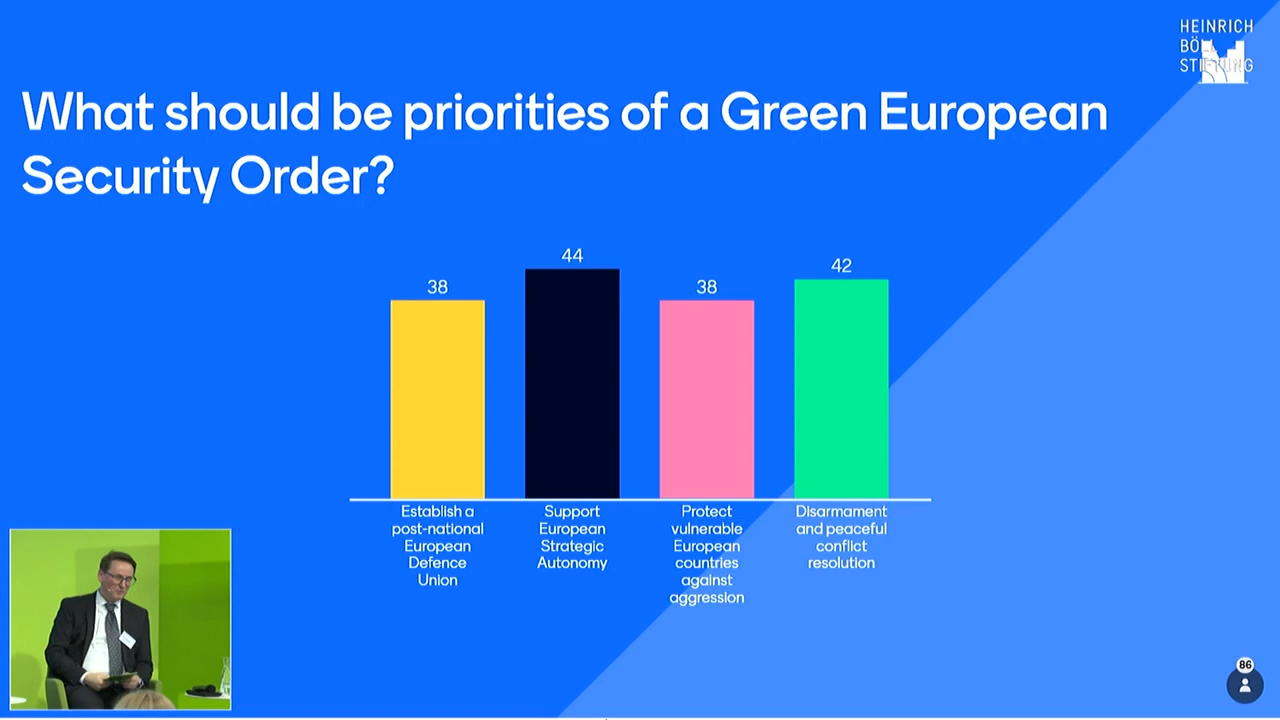 HEINRICH
BÖLL
STIFTUNG
What should be priorities of a Green European
Security Order?
38
44
38
42
Establish a
post-national
European
Defence
Union
Support
European
Strategic
Autonomy
Protect
vulnerable
European
countries
against
aggression
Disarmament
and peaceful
conflict
resolution
86